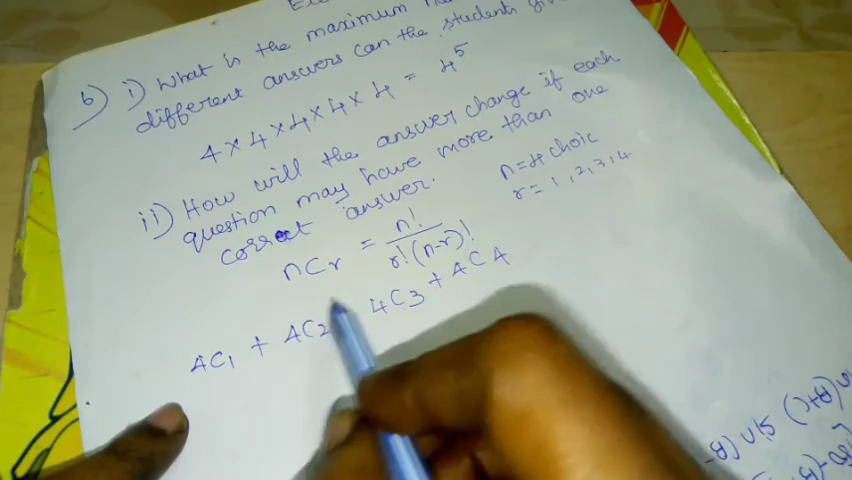 b) i) What is the maximum
different answers can the students
4 × 4 × 4 × 4 × 4 = 4^5
ii) How will the answer change if each
question may have more than one
correct answer.
n = 4 choic
r = 1, 2, 3, 4
nCr = n! / r!(n-r)!
4C1 + 4C2 4C3 + 4C4